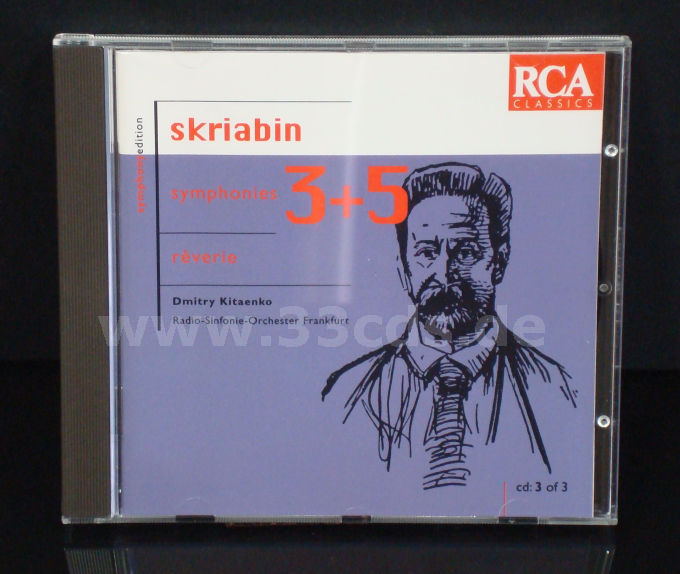 RCA
CLASSICS
symphonyedition
skriabin
symphonies 3+5
rêverie
Dmitry Kitaenko
Radio-Sinfonie-Orchester Frankfurt
www.33cds.de
cd: 3 of 3